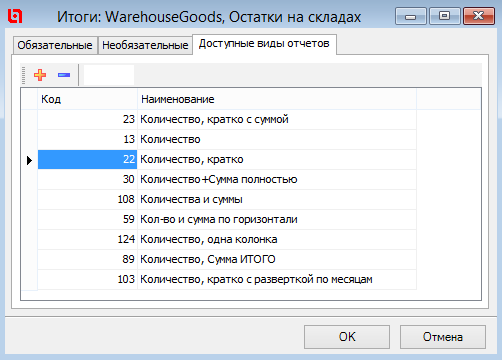 Итоги: WarehouseGoods, Остатки на складах
Обязательные Необязательные Доступные виды отчетов
Код Наименование
23 Количество, кратко с суммой
13 Количество
22 Количество, кратко
30 Количество+Сумма полностью
108 Количества и суммы
59 Кол-во и сумма по горизонтали
124 Количество, одна колонка
89 Количество, Сумма ИТОГО
103 Количество, кратко с разверткой по месяцам
OK Отмена